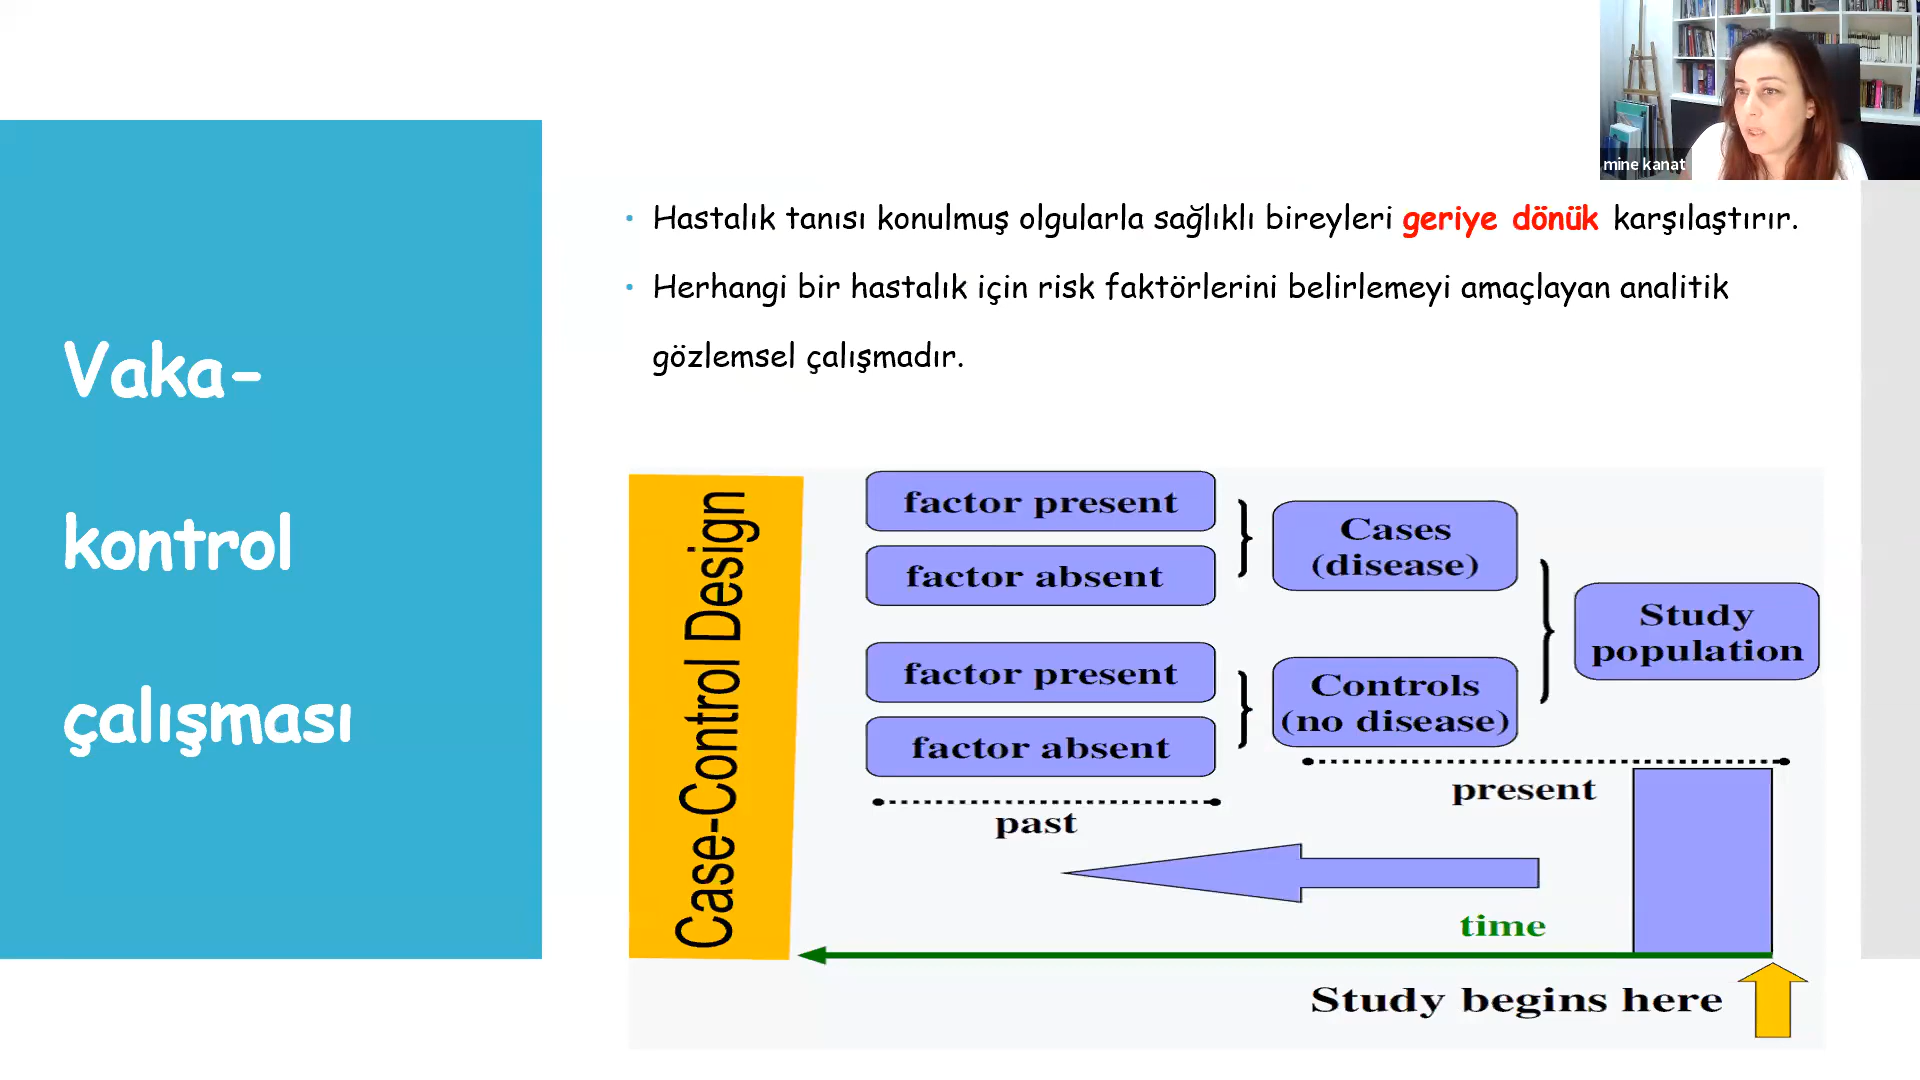 mine kanat
Vaka-
kontrol
çalışması
• Hastalık tanısı konulmuş olgularla sağlıklı bireyleri geriye dönük karşılaştırır.
• Herhangi bir hastalık için risk faktörlerini belirlemeyi amaçlayan analitik
gözlemsel çalışmadır.
Case-Control Design
factor present
factor absent
Cases
(disease)
factor present
factor absent
Controls
(no disease)
Study
population
past
present
time
Study begins here